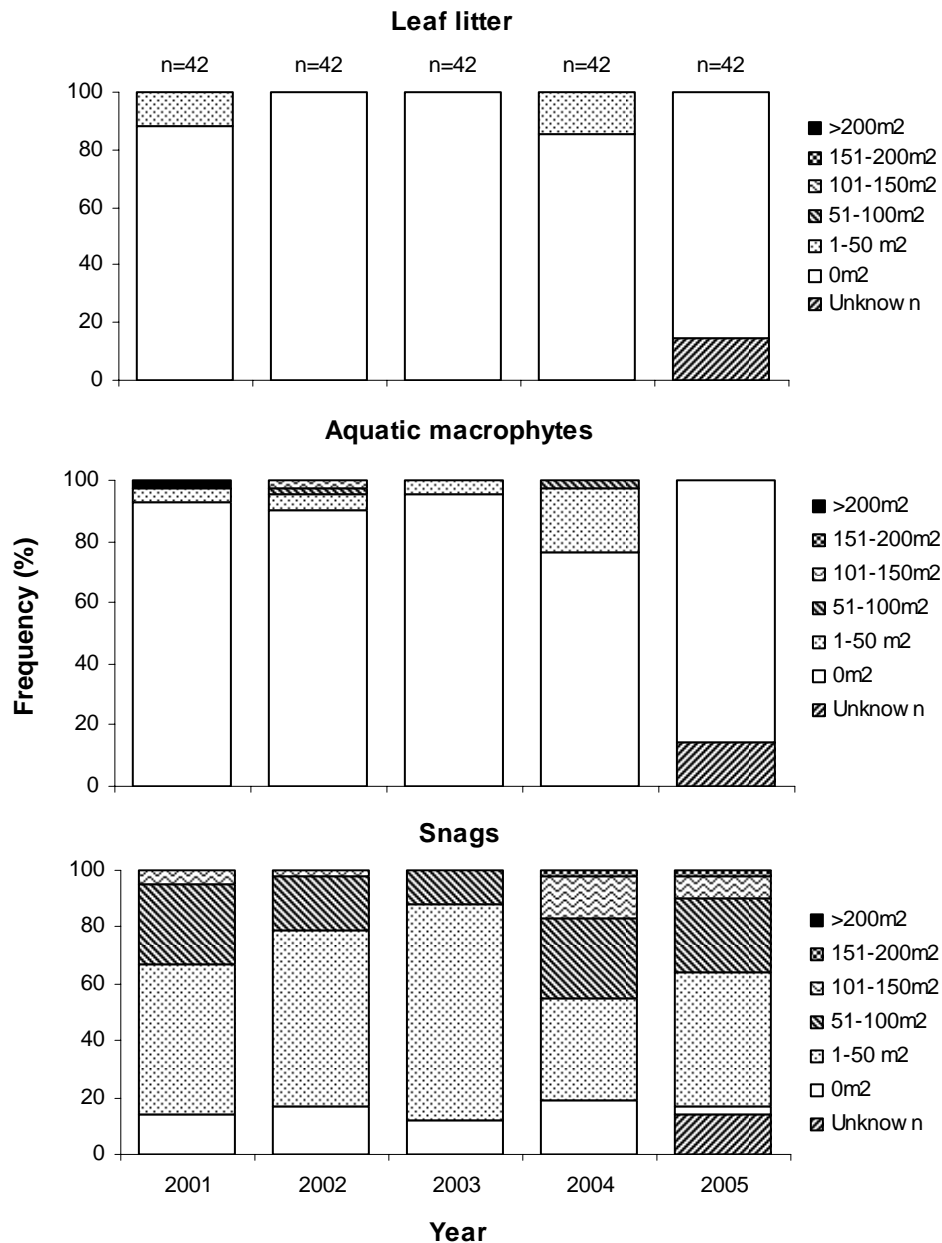 Leaf litter
n=42 n=42 n=42 n=42 n=42
100
80
60
40
20
0
>200m2
151-200m2
101-150m2
51-100m2
1-50 m2
0m2
Unknow n
Aquatic macrophytes
100
80
60
40
20
0
>200m2
151-200m2
101-150m2
51-100m2
1-50 m2
0m2
Unknow n
Frequency (%)
Snags
100
80
60
40
20
0
>200m2
151-200m2
101-150m2
51-100m2
1-50 m2
0m2
Unknow n
2001 2002 2003 2004 2005
Year